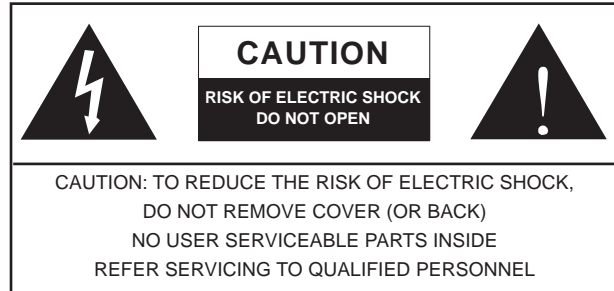 CAUTION
RISK OF ELECTRIC SHOCK
DO NOT OPEN
CAUTION: TO REDUCE THE RISK OF ELECTRIC SHOCK,
DO NOT REMOVE COVER (OR BACK)
NO USER SERVICEABLE PARTS INSIDE
REFER SERVICING TO QUALIFIED PERSONNEL